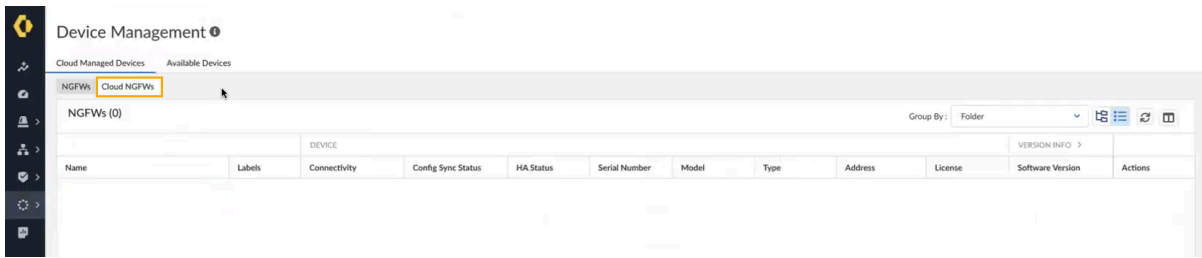 Device Management
Cloud Managed Devices Available Devices
NGFWs Cloud NGFWs
NGFWs (0) Group By : Folder
DEVICE VERSION INFO >
Name Labels Connectivity Config Sync Status HA Status Serial Number Model Type Address License Software Version Actions